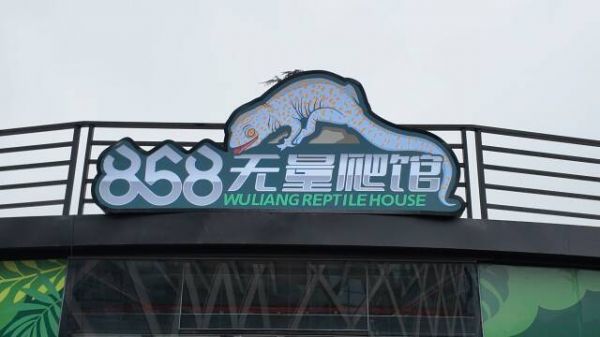 858无量爬馆
WULIANG REPTILE HOUSE